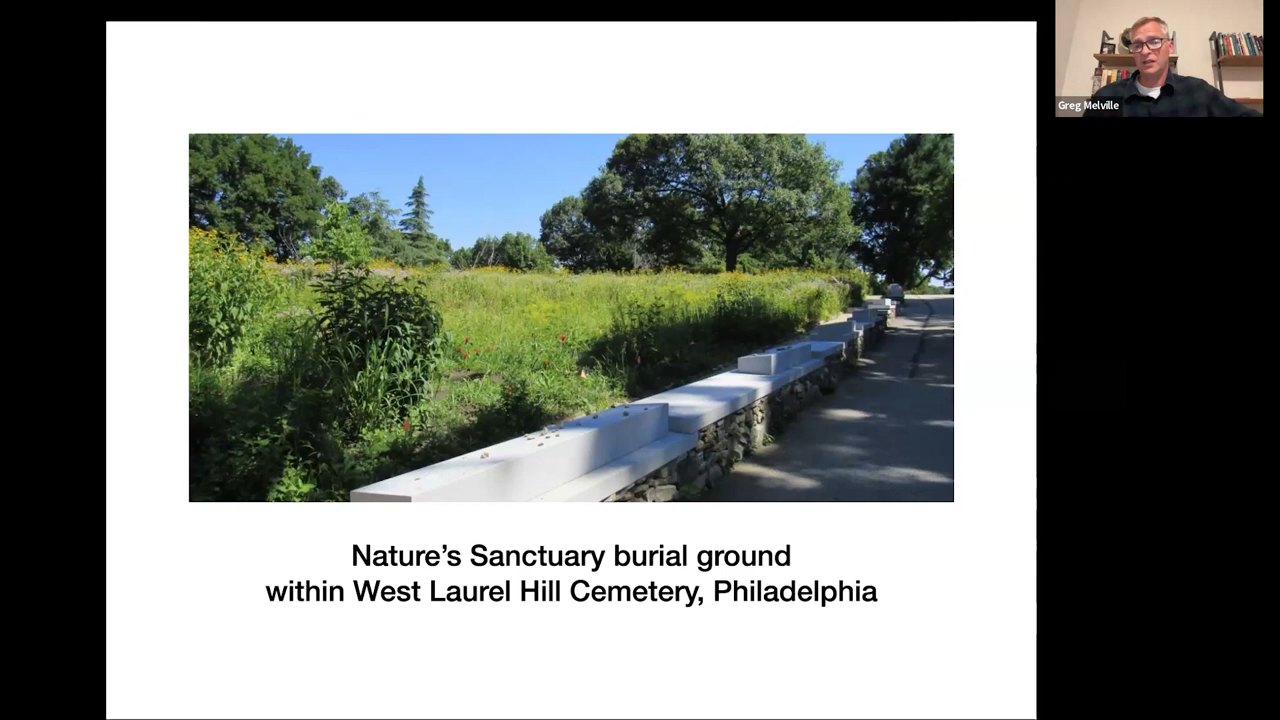 Greg Melville
Nature’s Sanctuary burial ground
within West Laurel Hill Cemetery, Philadelphia